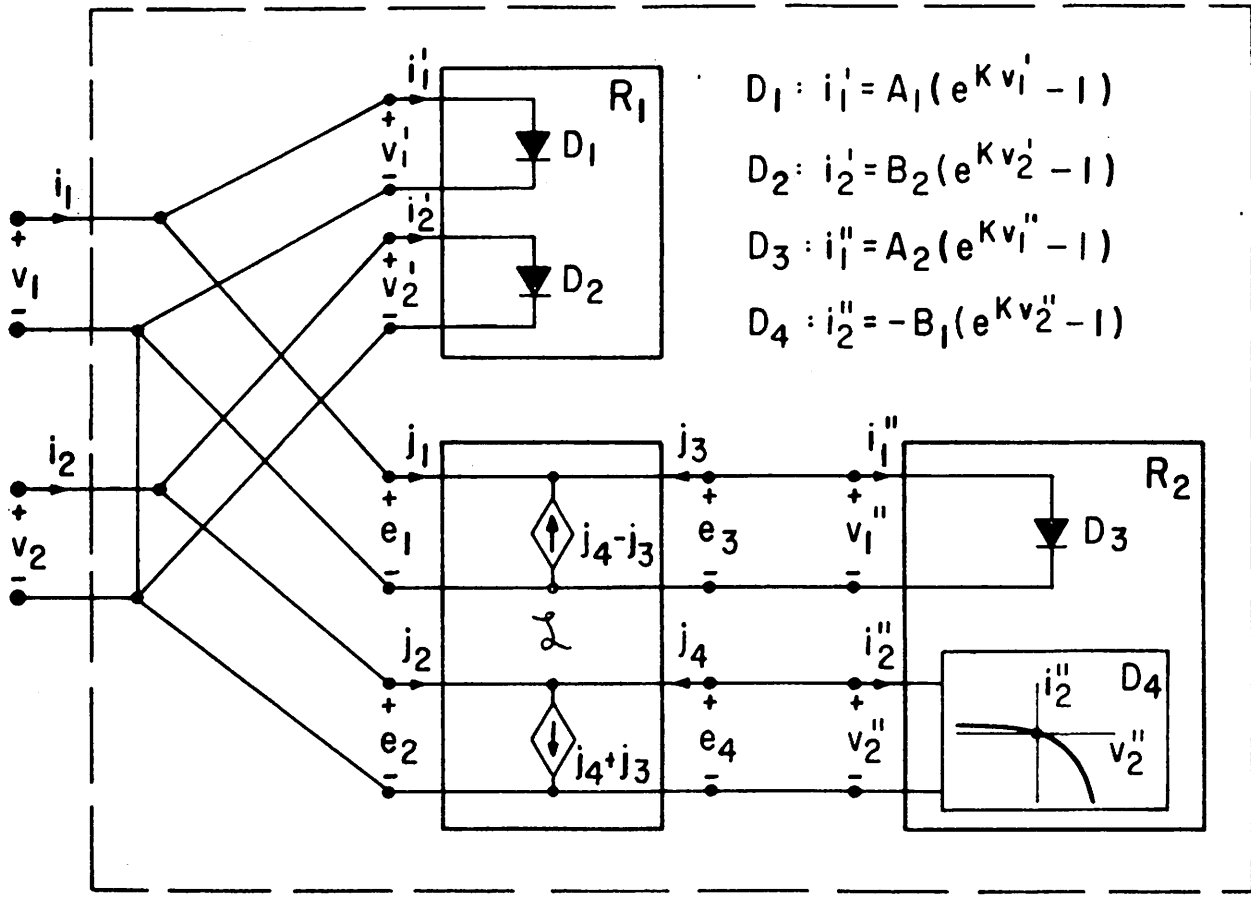 i₁
+
v₁
-
i₂
+
v₂
-
i₁'
+
v₁'
-
i₂'
+
v₂'
-
R₁
D₁
D₂
D₁ : i₁' = A₁(e^{Kv₁'} - 1)
D₂ : i₂' = B₂(e^{Kv₂'} - 1)
D₃ : i₁'' = A₂(e^{Kv₁''} - 1)
D₄ : i₂'' = -B₁(e^{Kv₂''} - 1)
j₁
+
e₁
-
j₂
+
e₂
-
j₄-j₃
ℒ
j₄+j₃
j₃
+
e₃
-
j₄
+
e₄
-
i₁''
+
v₁''
-
i₂''
+
v₂''
-
R₂
D₃
D₄
i₂''
v₂''